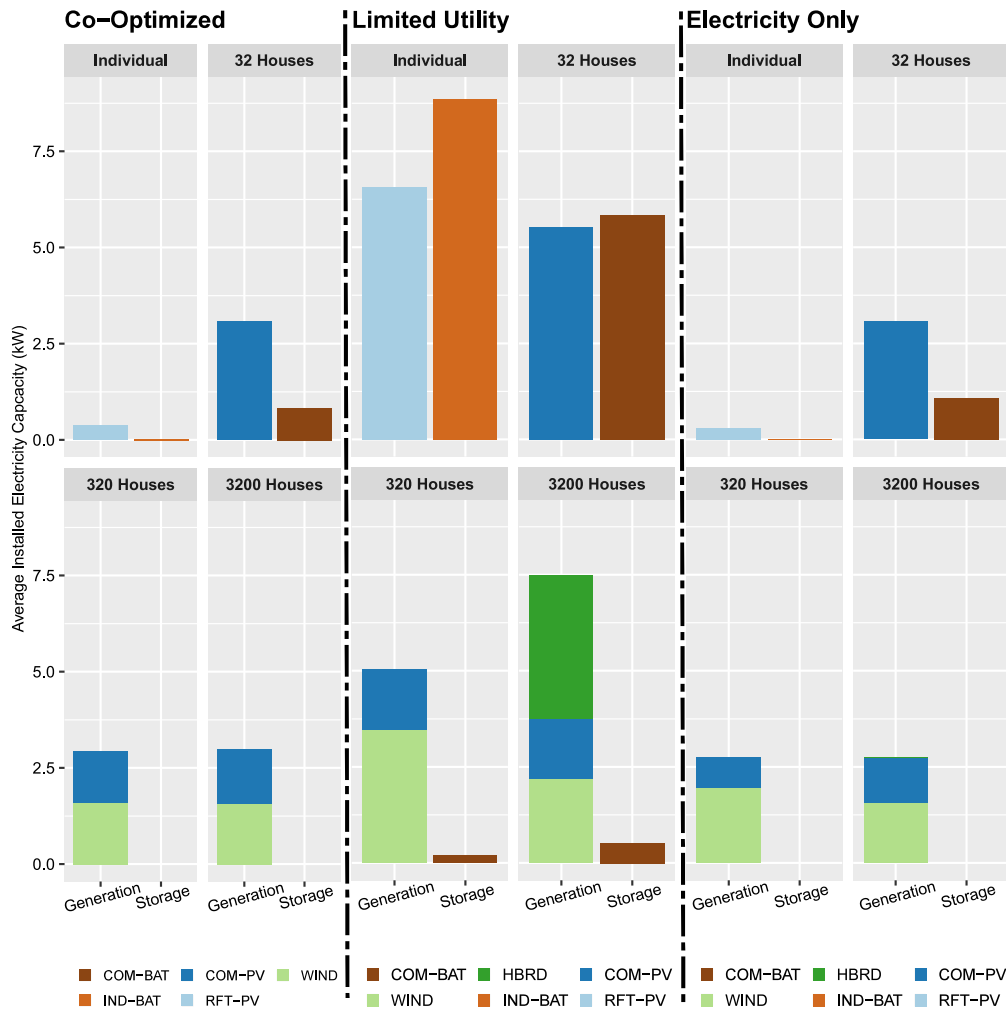 Co−Optimized Limited Utility Electricity Only
Individual 32 Houses Individual 32 Houses Individual 32 Houses
7.5
5.0
2.5
0.0
320 Houses 3200 Houses 320 Houses 3200 Houses 320 Houses 3200 Houses
7.5
5.0
2.5
0.0
Average Installed Electricity Capcacity (kW)
Generation Storage Generation Storage Generation Storage Generation Storage Generation Storage Generation Storage
COM−BAT COM−PV WIND COM−BAT HBRD COM−PV COM−BAT HBRD COM−PV
IND−BAT RFT−PV WIND IND−BAT RFT−PV WIND IND−BAT RFT−PV